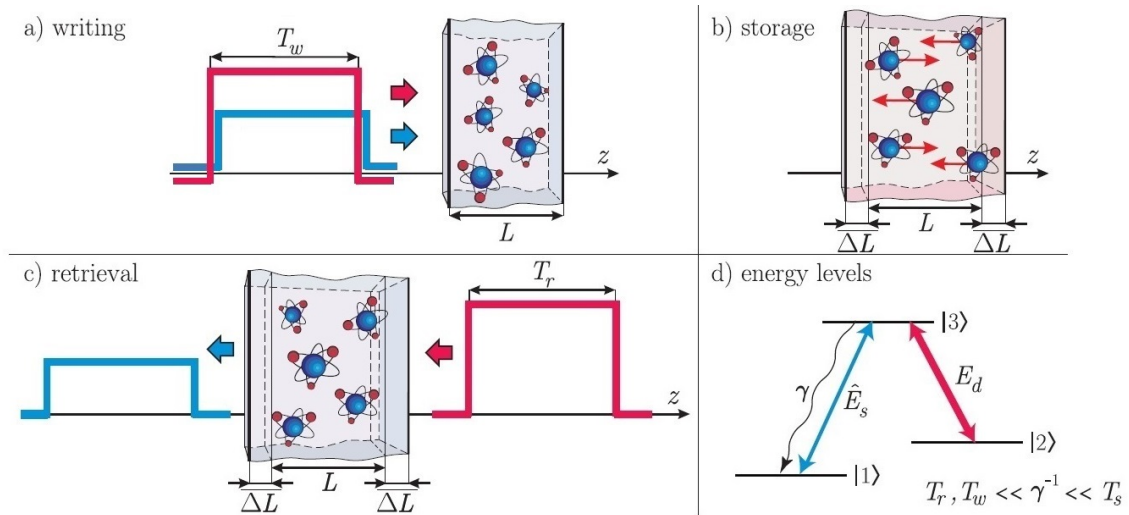 a) writing
T_w
z
L
b) storage
z
L
ΔL ΔL
c) retrieval
T_r
z
L
ΔL ΔL
d) energy levels
|3⟩
γ Ê_s E_d
|2⟩
|1⟩
T_r , T_w << γ⁻¹ << T_s